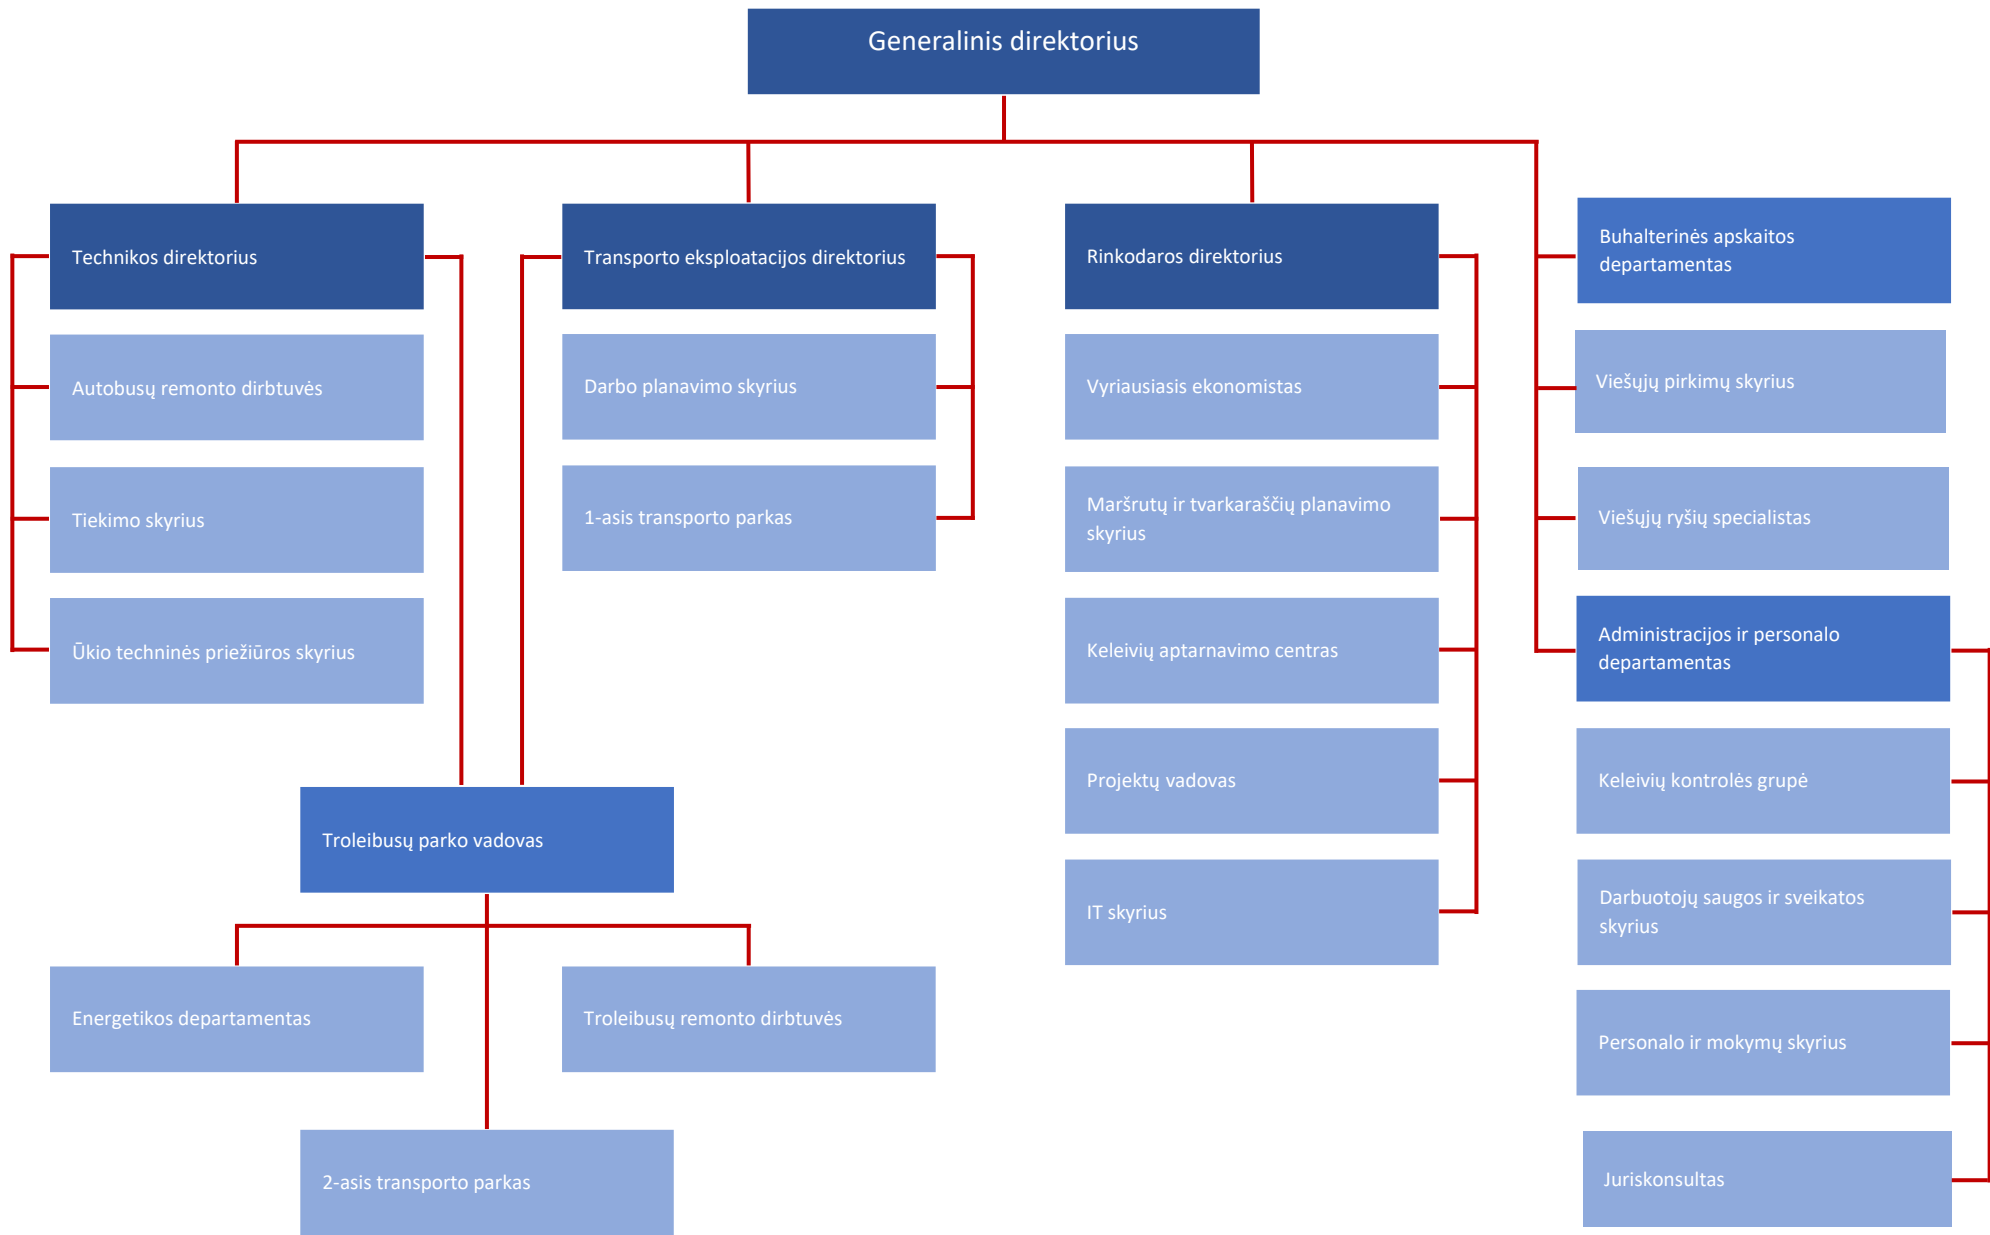 Generalinis direktorius
Technikos direktorius
Autobusų remonto dirbtuvės
Tiekimo skyrius
Ūkio techninės priežiūros skyrius
Transporto eksploatacijos direktorius
Darbo planavimo skyrius
1-asis transporto parkas
Troleibusų parko vadovas
Energetikos departamentas
Troleibusų remonto dirbtuvės
2-asis transporto parkas
Rinkodaros direktorius
Vyriausiasis ekonomistas
Maršrutų ir tvarkaraščių planavimo
skyrius
Keleivių aptarnavimo centras
Projektų vadovas
IT skyrius
Buhalterinės apskaitos
departamentas
Viešųjų pirkimų skyrius
Viešųjų ryšių specialistas
Administracijos ir personalo
departamentas
Keleivių kontrolės grupė
Darbuotojų saugos ir sveikatos
skyrius
Personalo ir mokymų skyrius
Juriskonsultas